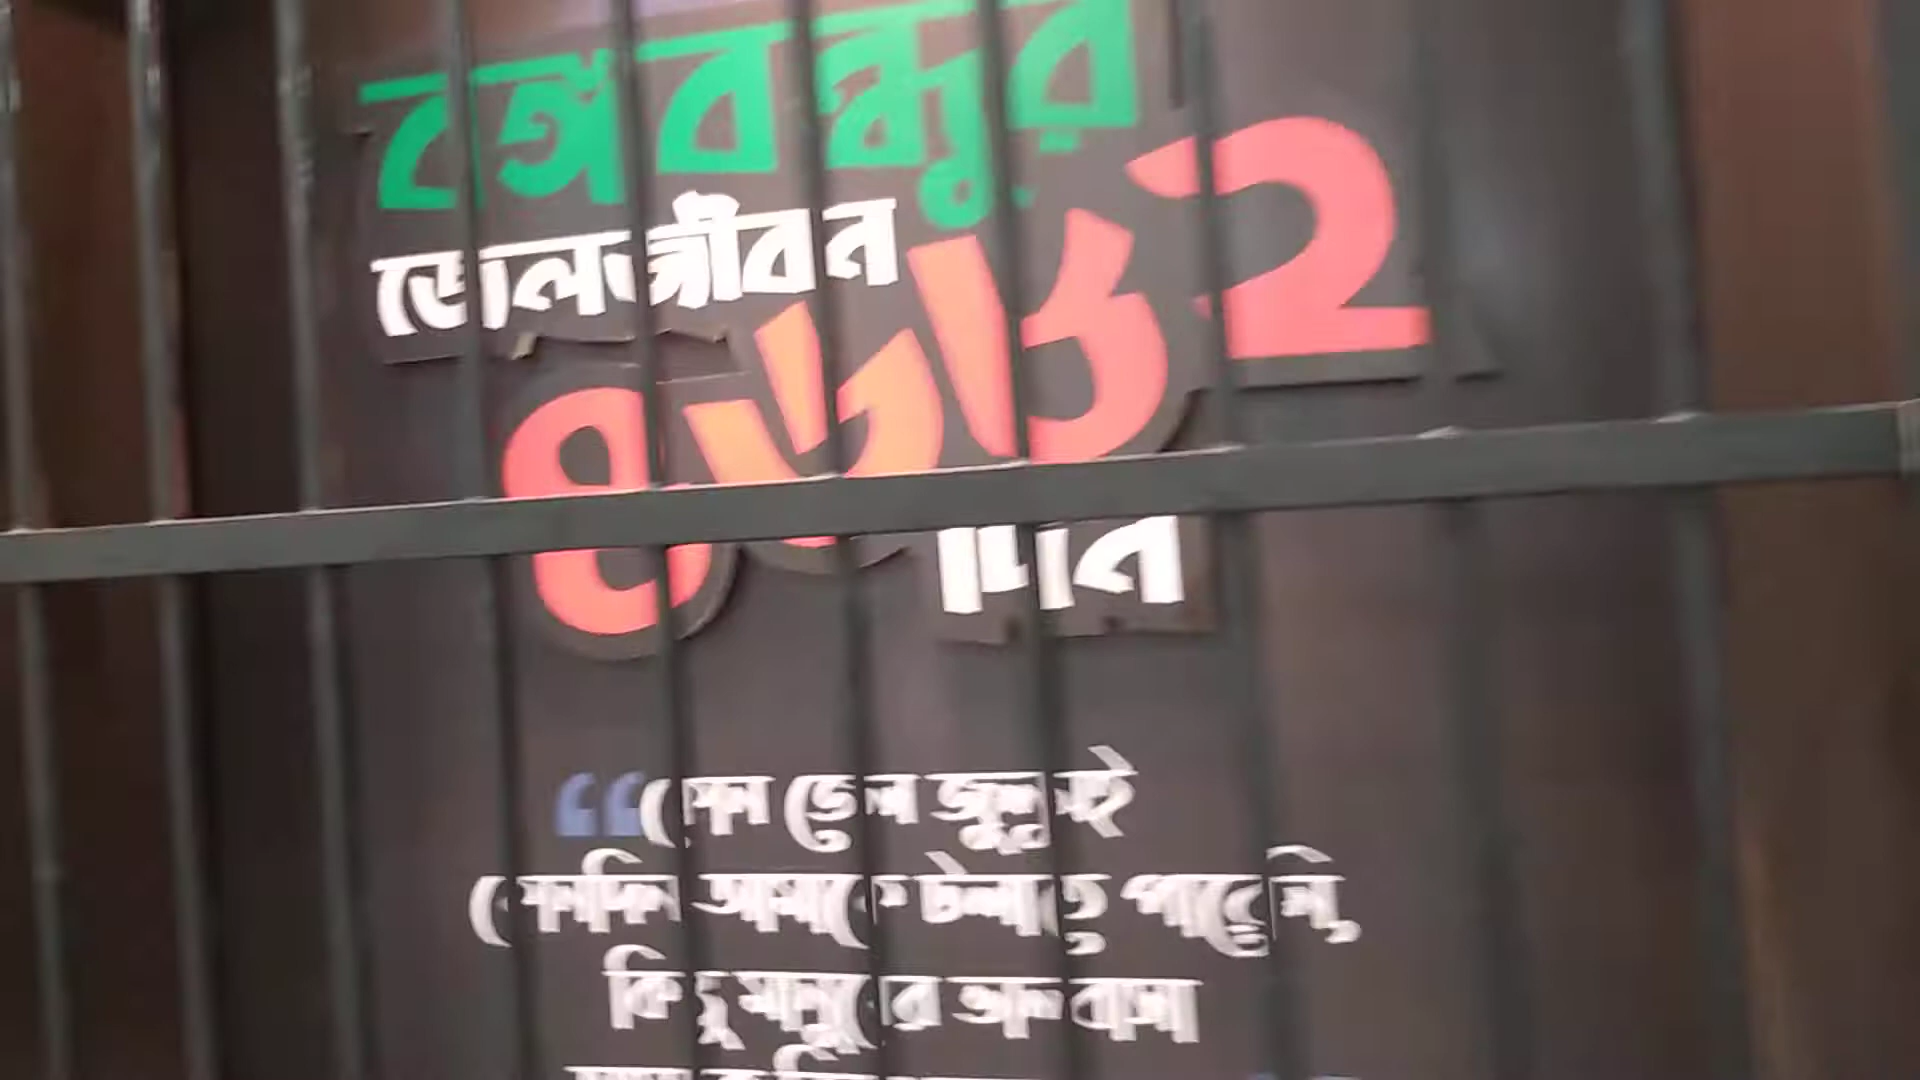 বঙ্গবন্ধুর
জেলজীবন
৪৬৮২
দিন
“কোন জেল জুলুমই
কোনদিন আমাকে টলাতে পারেনি,
কিন্তু মানুষের ভালবাসা